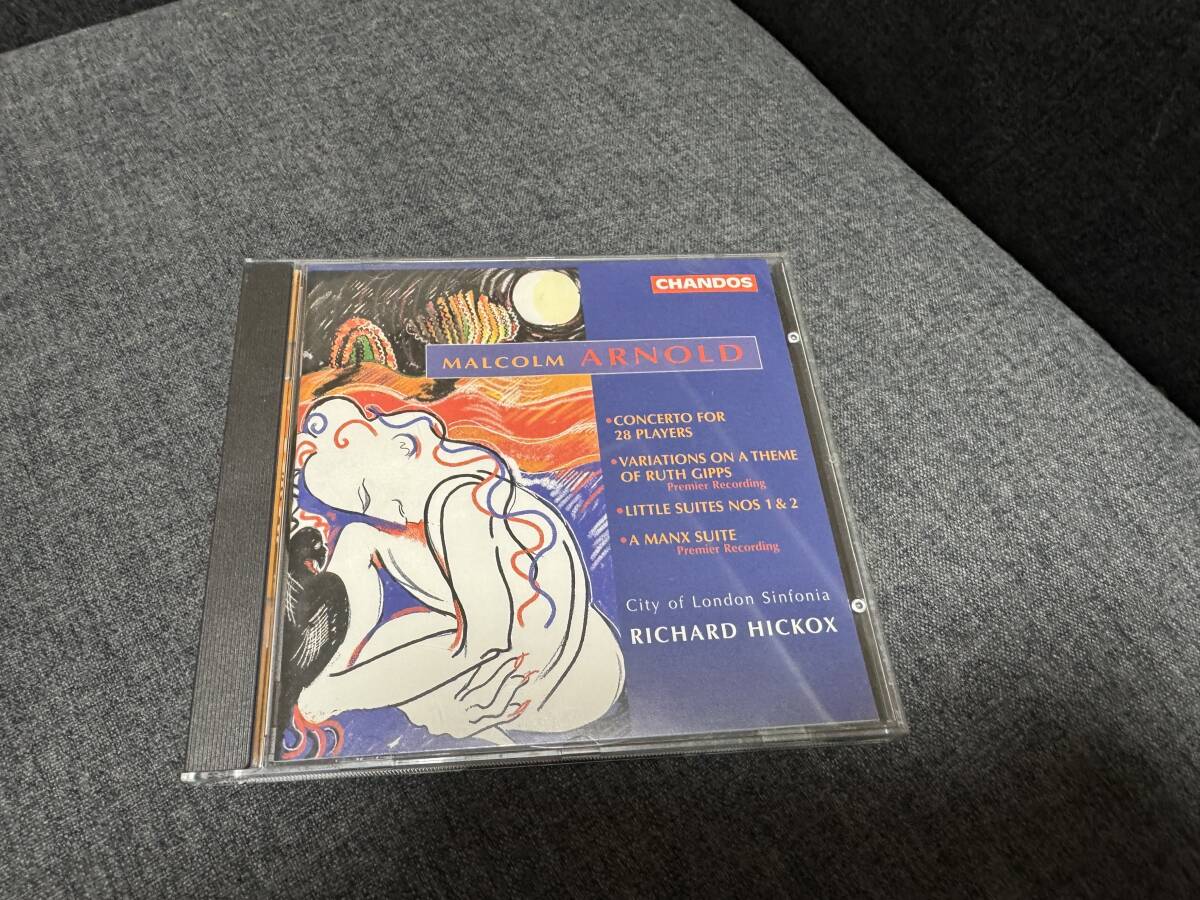 CHANDOS
MALCOLM ARNOLD
•CONCERTO FOR
28 PLAYERS
•VARIATIONS ON A THEME
OF RUTH GIPPS
Premier Recording
•LITTLE SUITES NOS 1 & 2
•A MANX SUITE
Premier Recording
City of London Sinfonia
RICHARD HICKOX